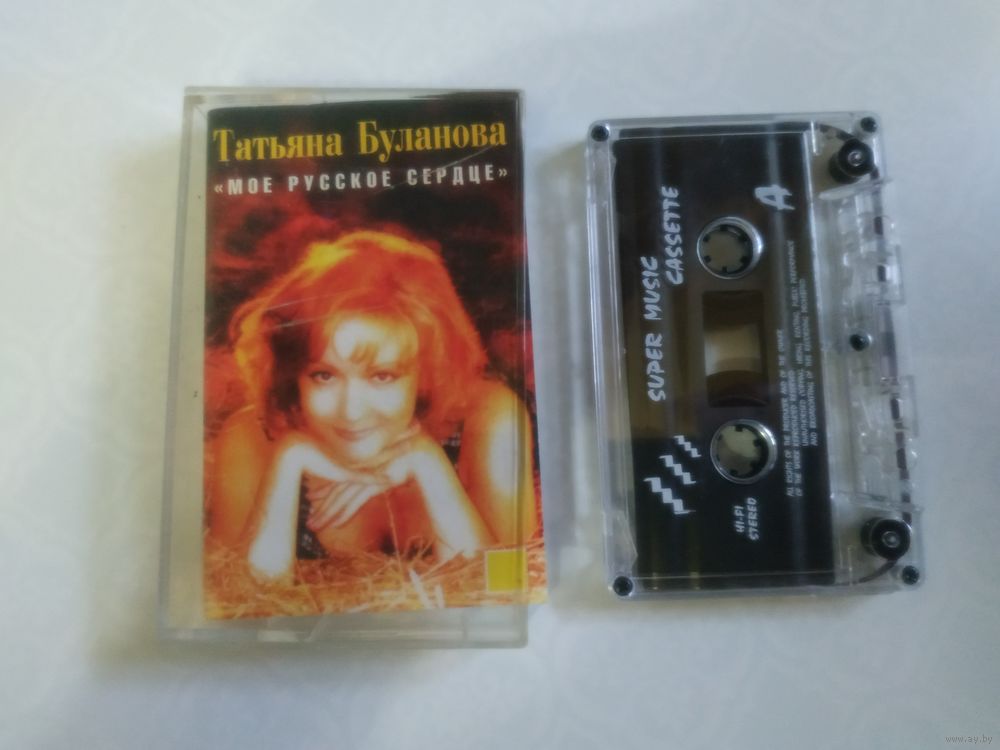 Татьяна Буланова
«МОЕ РУССКОЕ СЕРДЦЕ»
SUPER MUSIC
CASSETTE
A
HI-FI
STEREO
ALL RIGHTS OF THE PRODUCER AND OF THE OWNER
OF THE WORK REPRODUCED RESERVED
UNAUTHORISED COPYING, HIRING, RENTING, PUBLIC PERFORMANCE
AND BROADCASTING OF THIS RECORDING PROHIBITED
www.ay.by